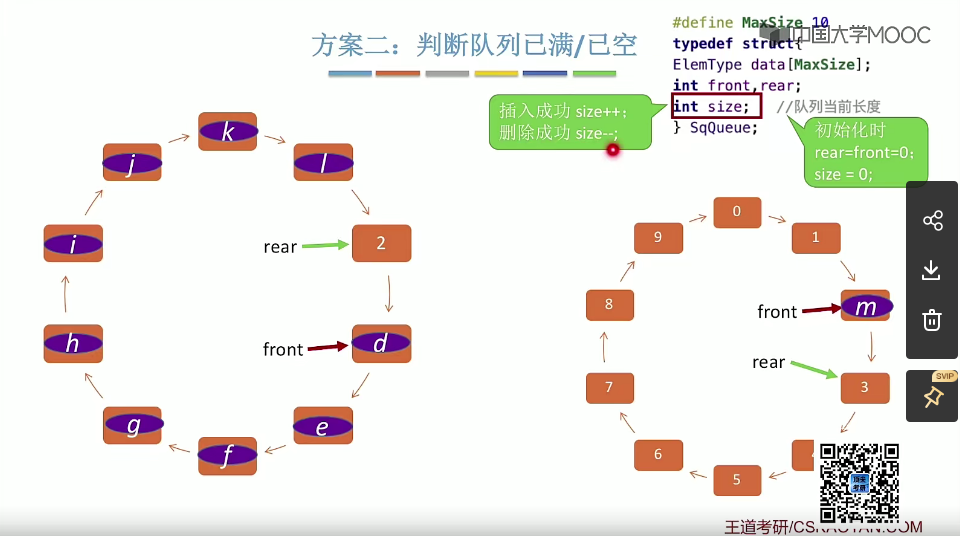 方案二：判断队列已满/已空
#define MaxSize 10
中国大学MOOC
typedef struct{
ElemType data[MaxSize];
int front,rear;
int size; //队列当前长度
} SqQueue;
插入成功 size++;
删除成功 size--;
初始化时
rear=front=0;
size = 0;
k
j
l
i
rear
2
h
front
d
g
e
f
0
9
1
8
front
m
rear
7
3
6
5
SVIP
王道考研/CSKAOYAN.COM